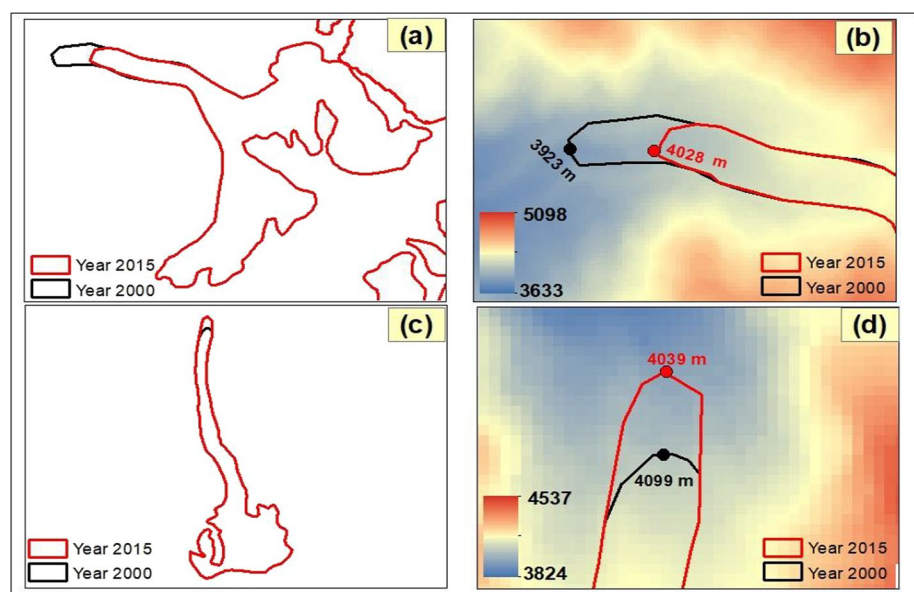 (a)
Year 2015
Year 2000
(b)
3923 m
4028 m
5098
3633
Year 2015
Year 2000
(c)
Year 2015
Year 2000
(d)
4039 m
4099 m
4537
3824
Year 2015
Year 2000